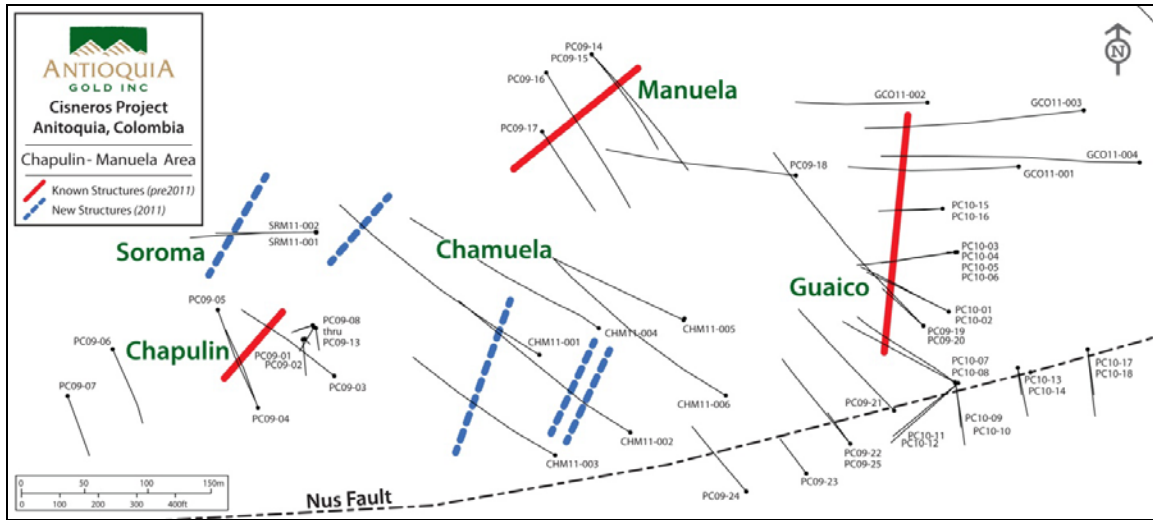 ANTIOQUIA
GOLD INC
Cisneros Project
Anitoquia, Colombia
Chapulin - Manuela Area
Known Structures (pre2011)
New Structures (2011)
N
PC09-14
PC09-15
PC09-16
PC09-17
Manuela
PC09-18
GCO11-002
GCO11-003
GCO11-004
GCO11-001
PC10-15
PC10-16
PC10-03
PC10-04
PC10-05
PC10-06
Guaico
PC10-01
PC10-02
PC09-19
PC09-20
PC10-07
PC10-08
PC10-17
PC10-18
PC10-13
PC10-14
PC10-09
PC10-10
PC10-11
PC10-12
PC09-21
PC09-22
PC09-25
PC09-23
PC09-24
SRM11-002
SRM11-001
Soroma
Chamuela
CHM11-005
CHM11-004
CHM11-001
CHM11-006
CHM11-002
CHM11-003
PC09-05
PC09-08
thru
PC09-13
PC09-01
PC09-02
PC09-03
PC09-04
Chapulin
PC09-06
PC09-07
0 50 100 150m
0 100 200 300 400ft
Nus Fault